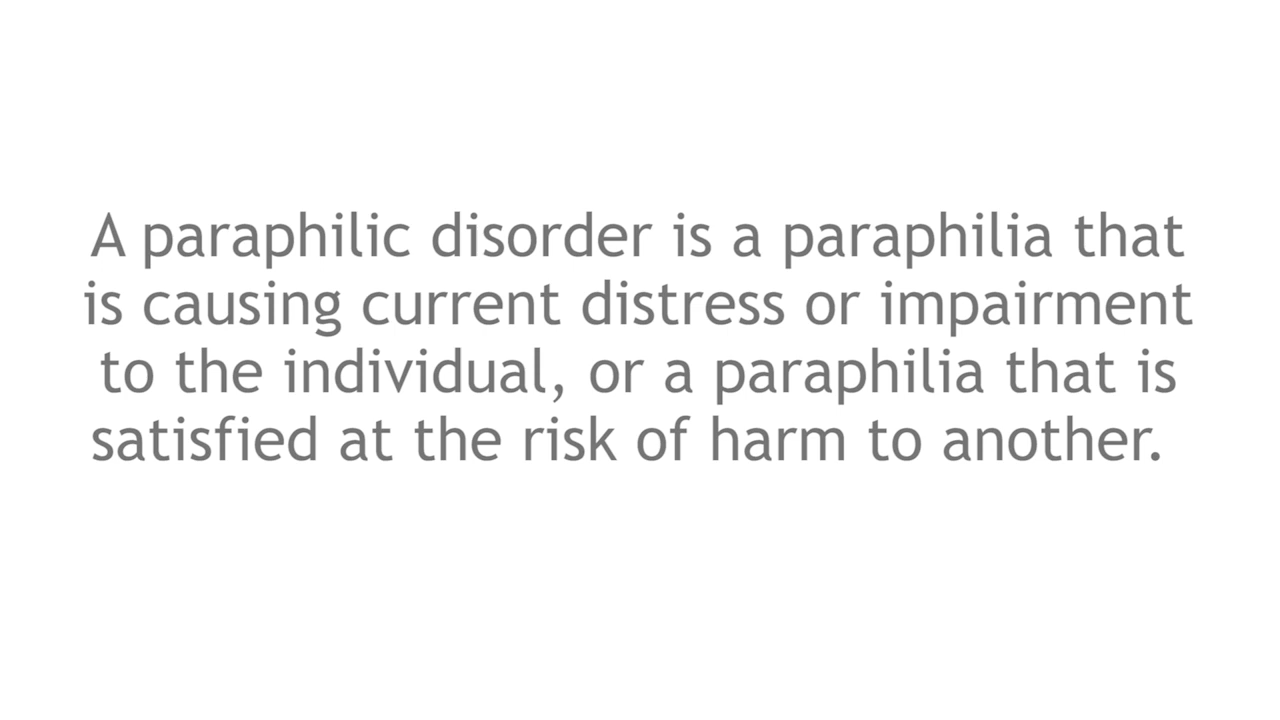 A paraphilic disorder is a paraphilia that
is causing current distress or impairment
to the individual, or a paraphilia that is
satisfied at the risk of harm to another.